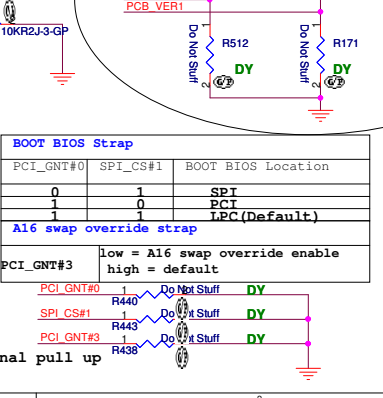 PCB_VER1
10KR2J-3-GP
1
1
Do Not Stuff
R512
Do Not Stuff
R171
DY
DY
2
2
BOOT BIOS Strap
PCI_GNT#0 SPI_CS#1 BOOT BIOS Location
0 1 SPI
1 0 PCI
1 1 LPC(Default)
A16 swap override strap
PCI_GNT#3
low = A16 swap override enable
high = default
PCI_GNT#0 1 Do Not Stuff DY
R440
SPI_CS#1 1 Do Not Stuff DY
R443
PCI_GNT#3 1 Do Not Stuff DY
R438
nal pull up